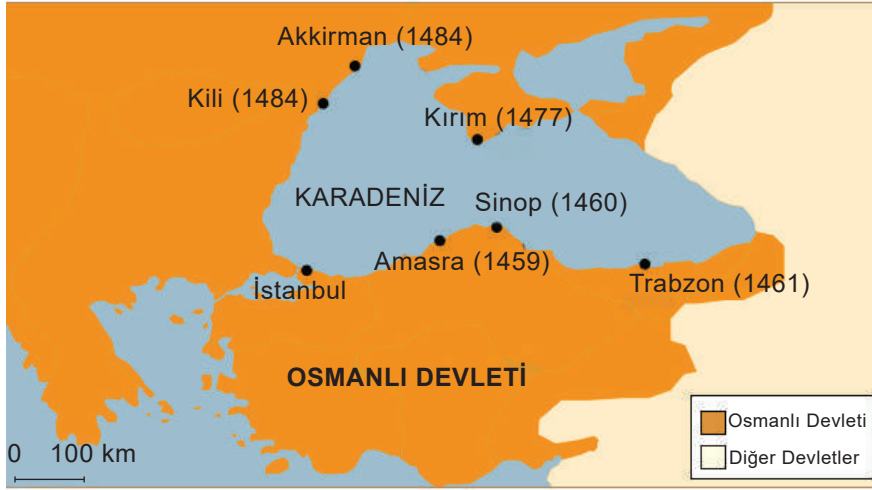 Akkirman (1484)
Kili (1484)
Kırım (1477)
KARADENİZ
Sinop (1460)
Amasra (1459)
İstanbul
Trabzon (1461)
OSMANLI DEVLETİ
0 100 km
Osmanlı Devleti
Diğer Devletler